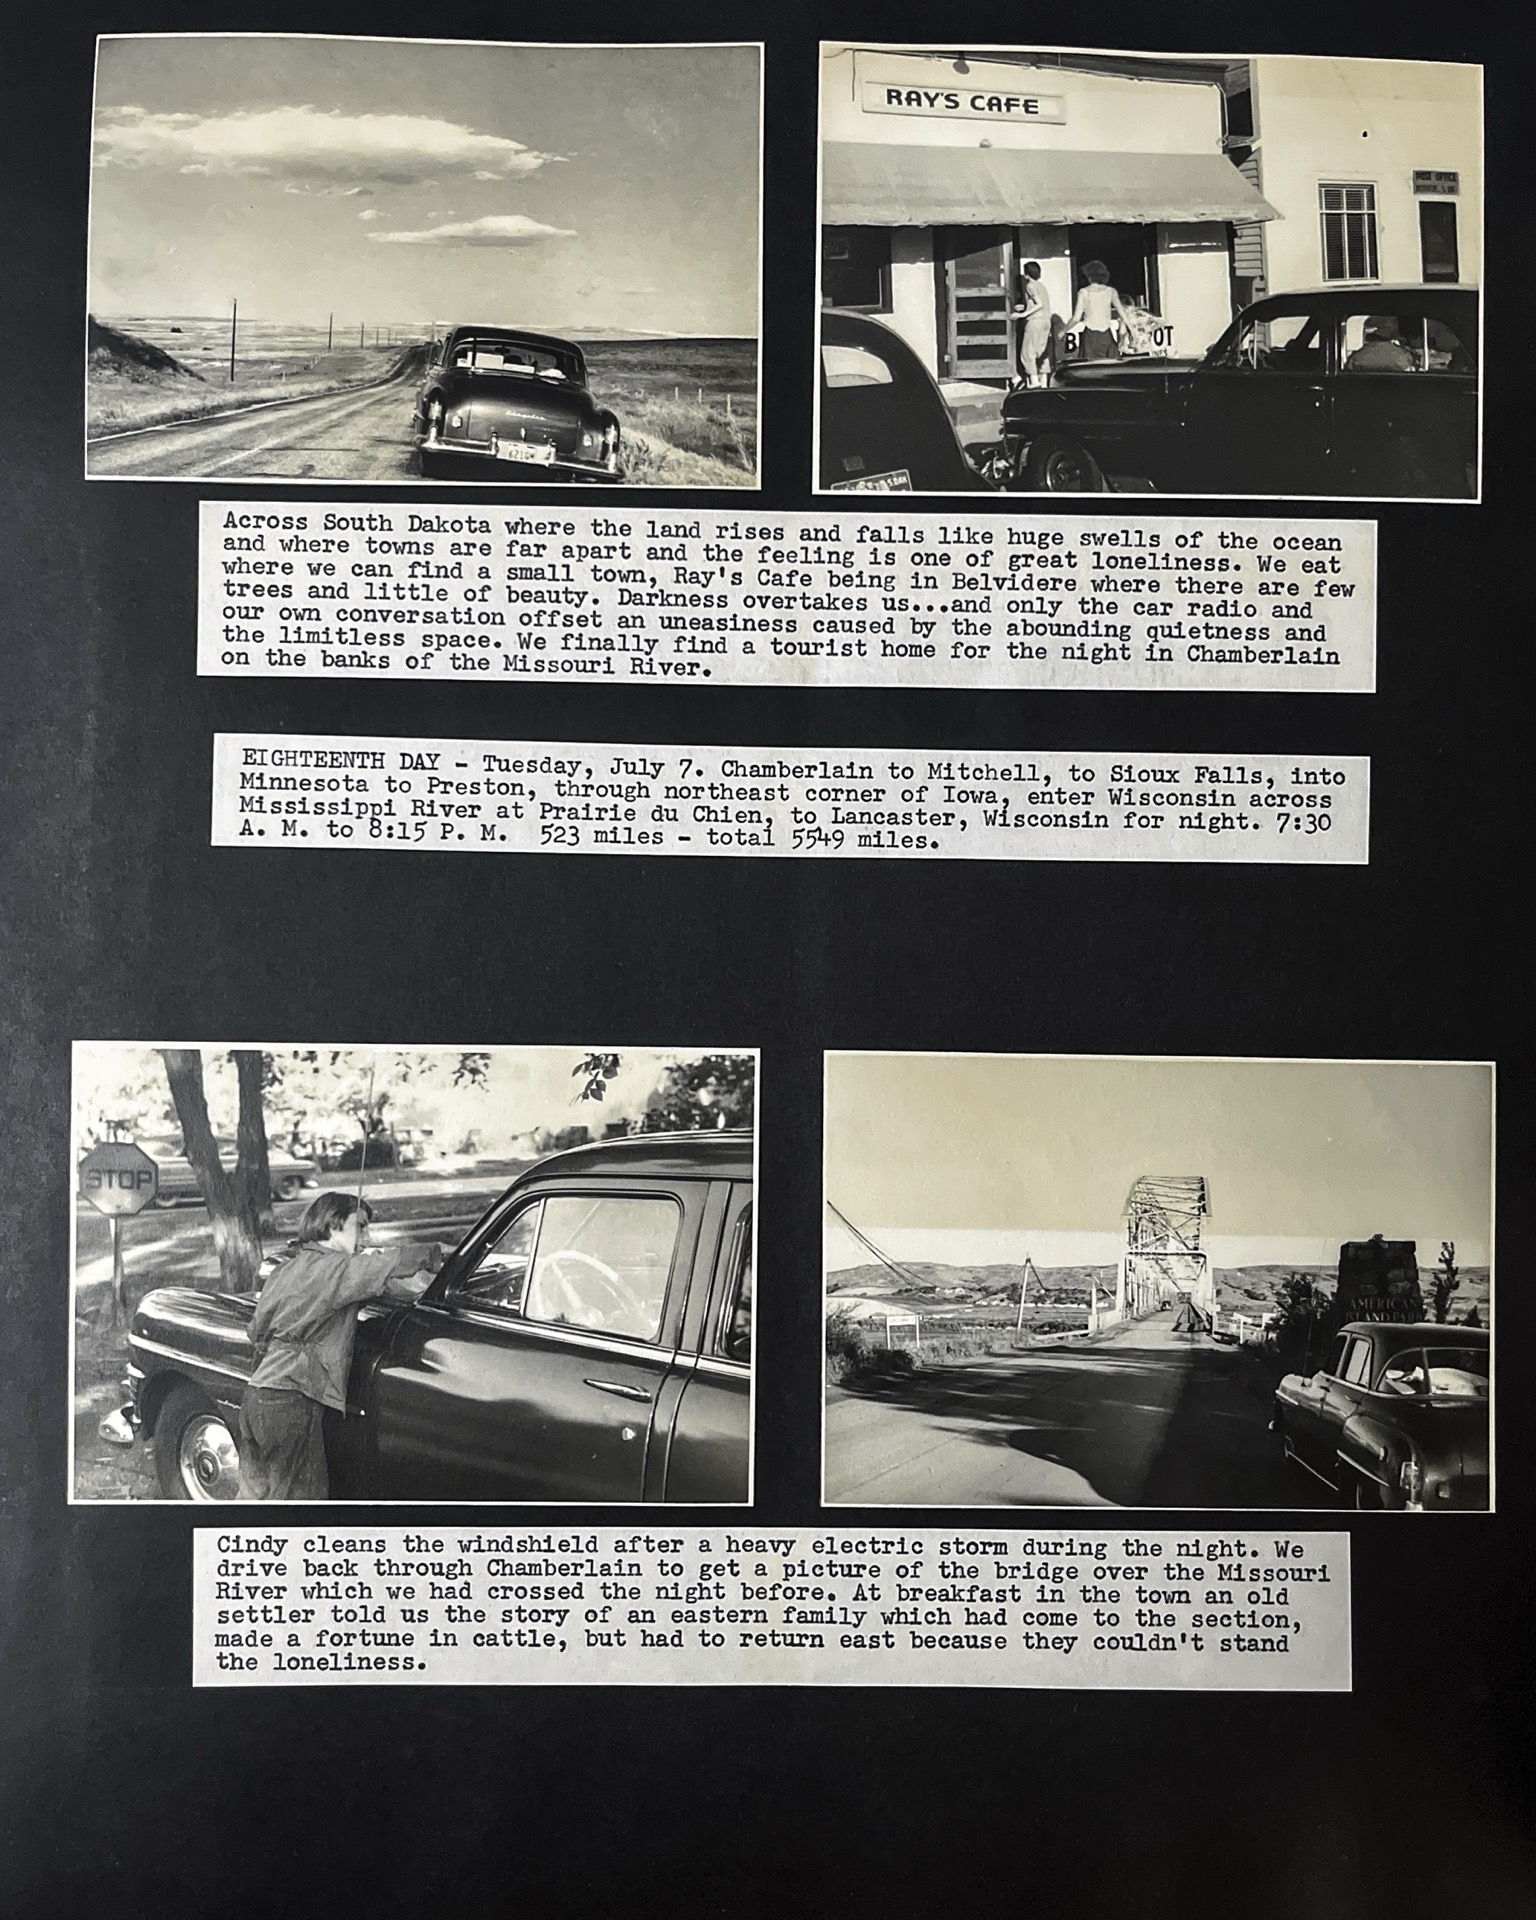 RAY'S CAFE
POST OFFICE
Chrysler
621GW
S.DAK
Across South Dakota where the land rises and falls like huge swells of the ocean
and where towns are far apart and the feeling is one of great loneliness. We eat
where we can find a small town, Ray's Cafe being in Belvidere where there are few
trees and little of beauty. Darkness overtakes us...and only the car radio and
our own conversation offset an uneasiness caused by the abounding quietness and
the limitless space. We finally find a tourist home for the night in Chamberlain
on the banks of the Missouri River.
EIGHTEENTH DAY - Tuesday, July 7. Chamberlain to Mitchell, to Sioux Falls, into
Minnesota to Preston, through northeast corner of Iowa, enter Wisconsin across
Mississippi River at Prairie du Chien, to Lancaster, Wisconsin for night. 7:30
A. M. to 8:15 P. M. 523 miles - total 5549 miles.
STOP
AMERICAN
ISLAND PARK
Cindy cleans the windshield after a heavy electric storm during the night. We
drive back through Chamberlain to get a picture of the bridge over the Missouri
River which we had crossed the night before. At breakfast in the town an old
settler told us the story of an eastern family which had come to the section,
made a fortune in cattle, but had to return east because they couldn't stand
the loneliness.